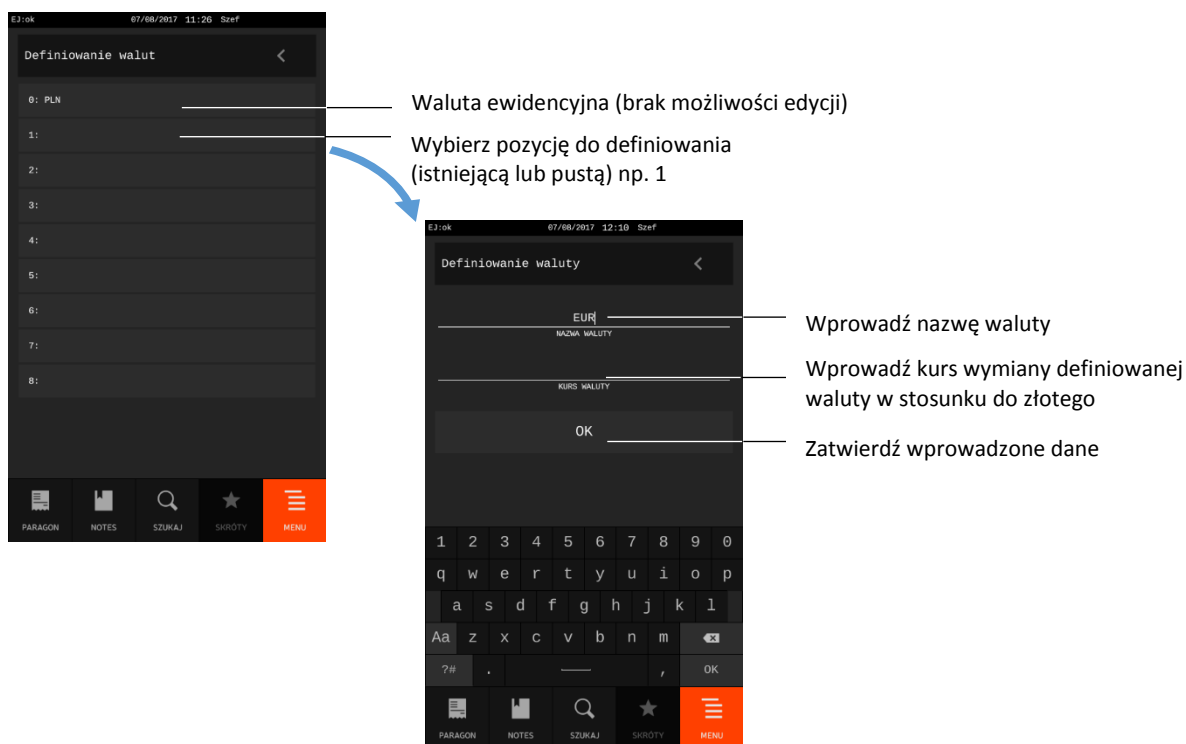 EJ:ok 07/08/2017 11:26 Szef
Definiowanie walut
0: PLN
1:
2:
3:
4:
5:
6:
7:
8:
PARAGON NOTES SZUKAJ SKRÓTY MENU
Waluta ewidencyjna (brak możliwości edycji)
Wybierz pozycję do definiowania
(istniejącą lub pustą) np. 1
EJ:ok 07/08/2017 12:10 Szef
Definiowanie waluty
EUR
NAZWA WALUTY
KURS WALUTY
OK
1 2 3 4 5 6 7 8 9 0
q w e r t y u i o p
a s d f g h j k l
Aa z x c v b n m
?# . , OK
PARAGON NOTES SZUKAJ SKRÓTY MENU
Wprowadź nazwę waluty
Wprowadź kurs wymiany definiowanej
waluty w stosunku do złotego
Zatwierdź wprowadzone dane